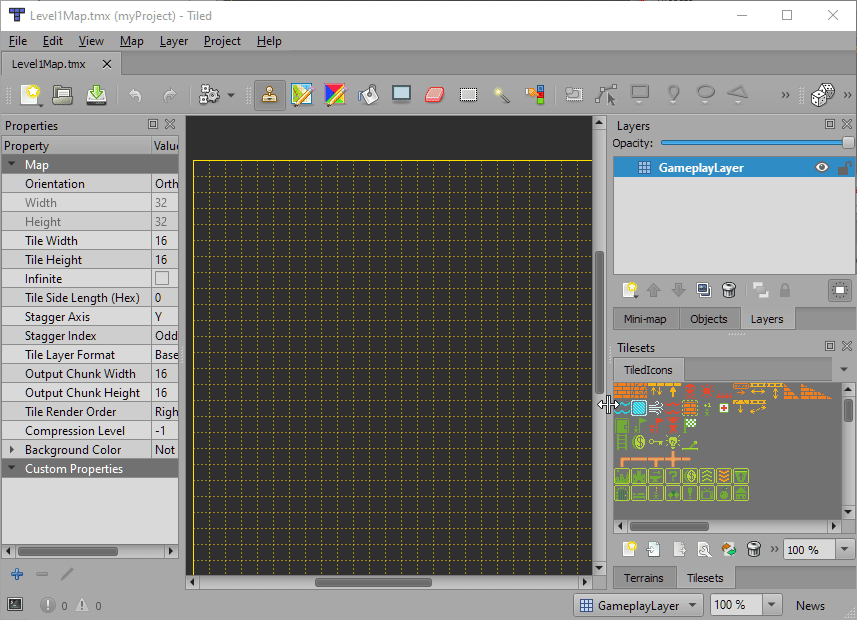 Level1Map.tmx (myProject) - Tiled
File Edit View Map Layer Project Help
Level1Map.tmx
Properties
Property Valu
Map
Orientation Orth
Width 32
Height 32
Tile Width 16
Tile Height 16
Infinite
Tile Side Length (Hex) 0
Stagger Axis Y
Stagger Index Odd
Tile Layer Format Base
Output Chunk Width 16
Output Chunk Height 16
Tile Render Order Righ
Compression Level -1
Background Color Not
Custom Properties
Layers
Opacity:
GameplayLayer
Mini-map Objects Layers
Tilesets
TiledIcons
100 %
Terrains Tilesets
0 0
GameplayLayer 100 % News